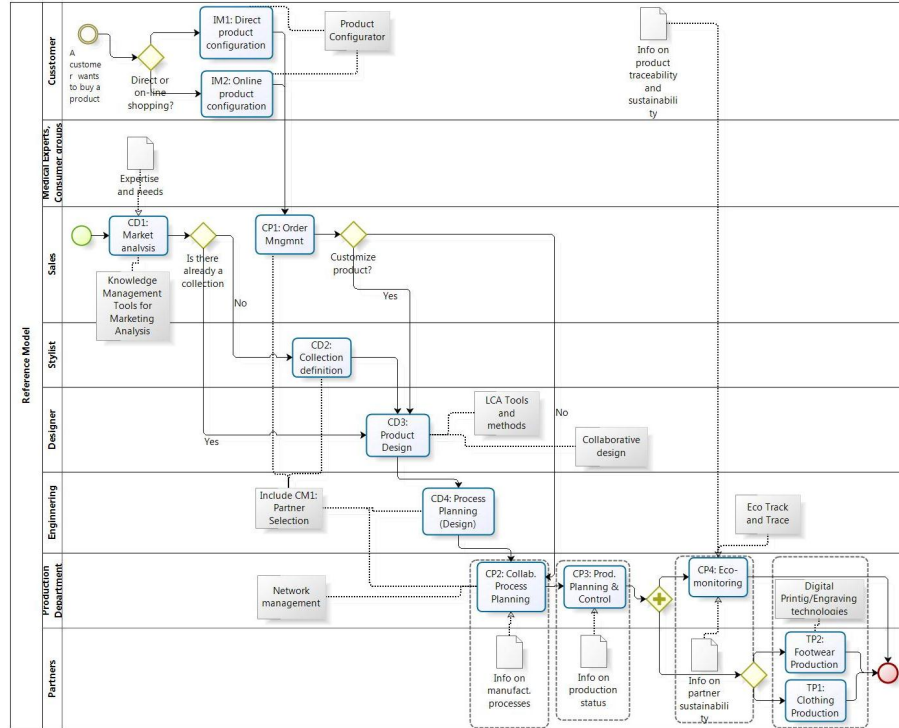 Reference Model
Cusstomer
A
custome
r wants
to buy a
product
Direct or
on-line
shopping?
IM1: Direct
product
configuration
IM2: Online
product
configuration
Product
Configurator
Info on
product
traceability
and
sustainabili
ty
Medical Experts,
Consumer groups
Expertise
and needs
Sales
CD1:
Market
analysis
Is there
already a
collection
No
Knowledge
Management
Tools for
Marketing
Analysis
CP1: Order
Mngmnt
Customize
product?
Yes
Stylist
CD2:
Collection
definition
Designer
Yes
CD3:
Product
Design
LCA Tools
and
methods
No
Collaborative
design
Enginnering
Include CM1:
Partner
Selection
CD4: Process
Planning
(Design)
Eco Track
and Trace
Production
Department
Network
management
CP2: Collab.
Process
Planning
CP3: Prod.
Planning &
Control
CP4: Eco-
monitoring
Digital
Printig/Engraving
technologies
Partners
Info on
manufact.
processes
Info on
production
status
Info on
partner
sustainabili
ty
TP2:
Footwear
Production
TP1:
Clothing
Production